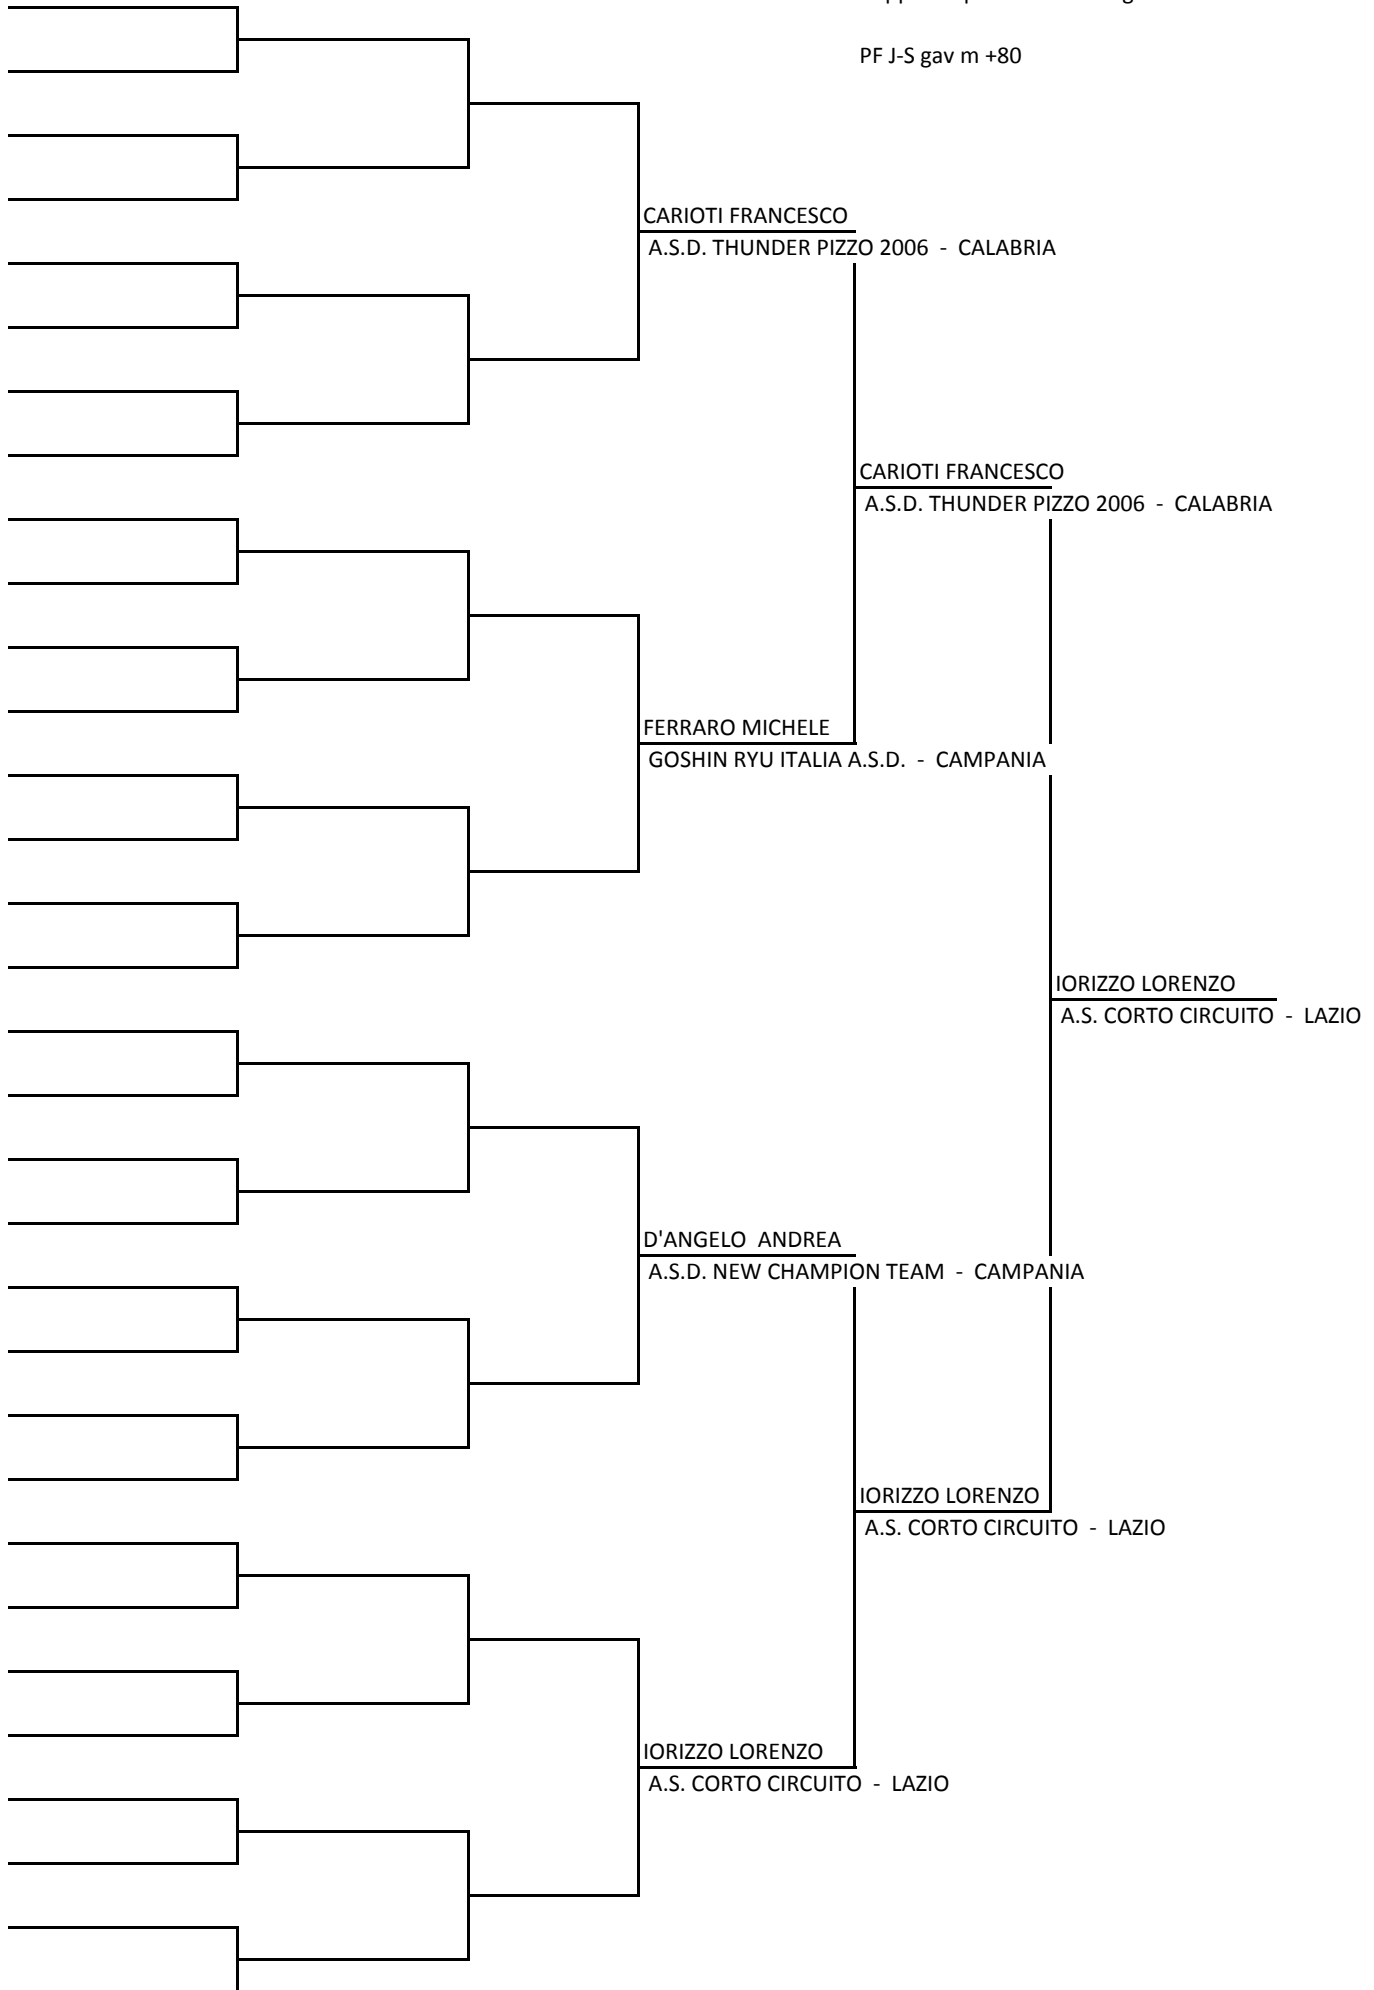 PF J-S gav m +80
CARIOTI FRANCESCO
A.S.D. THUNDER PIZZO 2006 - CALABRIA
CARIOTI FRANCESCO
A.S.D. THUNDER PIZZO 2006 - CALABRIA
FERRARO MICHELE
GOSHIN RYU ITALIA A.S.D. - CAMPANIA
IORIZZO LORENZO
A.S. CORTO CIRCUITO - LAZIO
D'ANGELO ANDREA
A.S.D. NEW CHAMPION TEAM - CAMPANIA
IORIZZO LORENZO
A.S. CORTO CIRCUITO - LAZIO
IORIZZO LORENZO
A.S. CORTO CIRCUITO - LAZIO